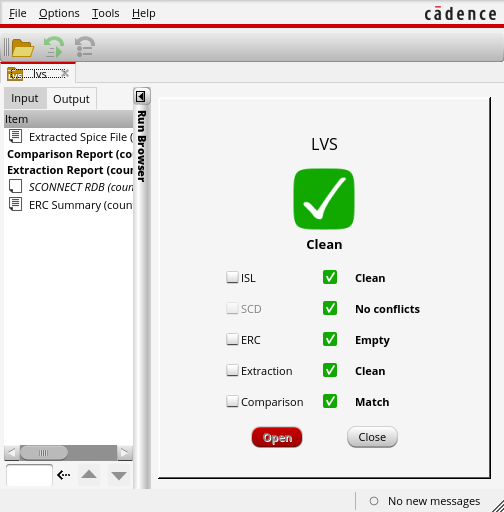 File Options Tools Help
cādence
lvs
Input Output
Item
Extracted Spice File (
Comparison Report (co
Extraction Report (cour
SCONNECT RDB (coun
ERC Summary (coun
Run Browser
LVS
Clean
ISL Clean
SCD No conflicts
ERC Empty
Extraction Clean
Comparison Match
Open Close
No new messages